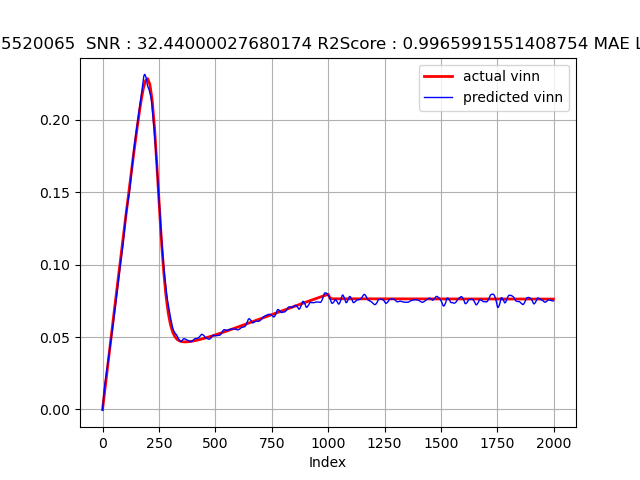 5520065 SNR : 32.44000027680174 R2Score : 0.9965991551408754 MAE L
actual vinn
predicted vinn
0.20
0.15
0.10
0.05
0.00
0 250 500 750 1000 1250 1500 1750 2000
Index